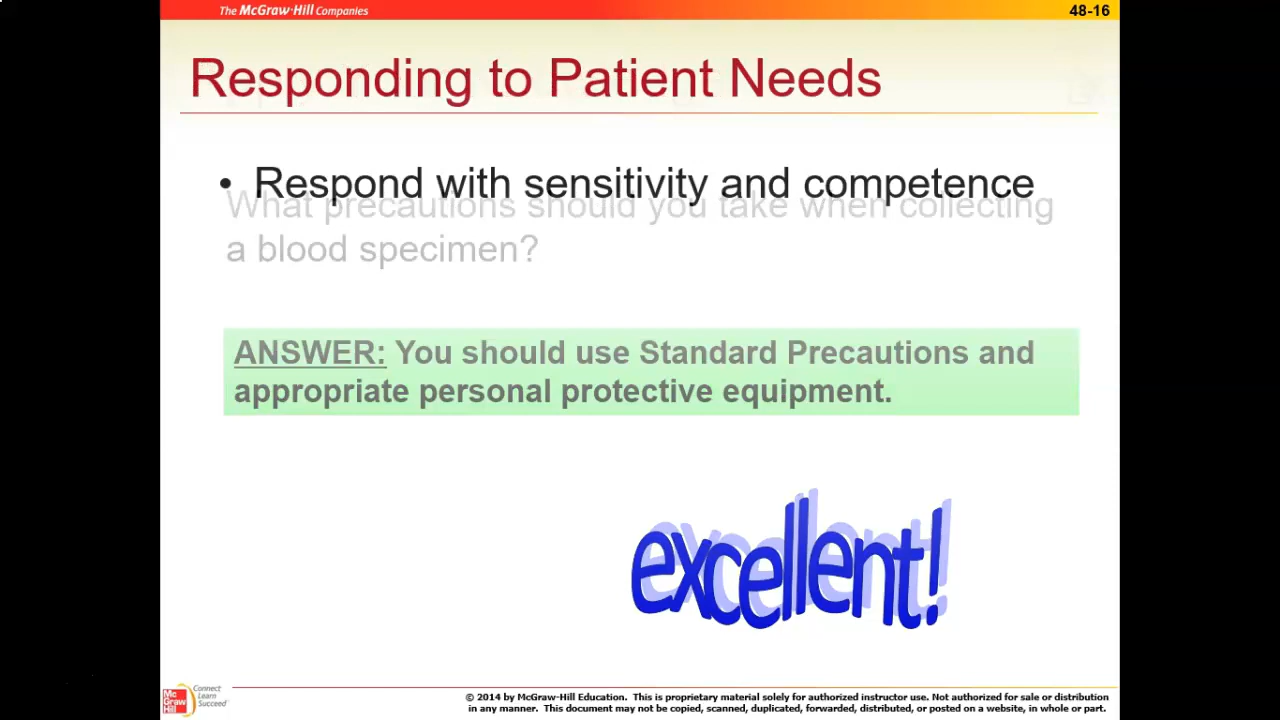 The McGraw-Hill Companies
48-16
Responding to Patient Needs
• Respond with sensitivity and competence
What precautions should you take when collecting
a blood specimen?
ANSWER: You should use Standard Precautions and
appropriate personal protective equipment.
excellent!
Mc
Graw
Hill
Connect
Learn
Succeed
© 2014 by McGraw-Hill Education. This is proprietary material solely for authorized instructor use. Not authorized for sale or distribution
in any manner. This document may not be copied, scanned, duplicated, forwarded, distributed, or posted on a website, in whole or part.